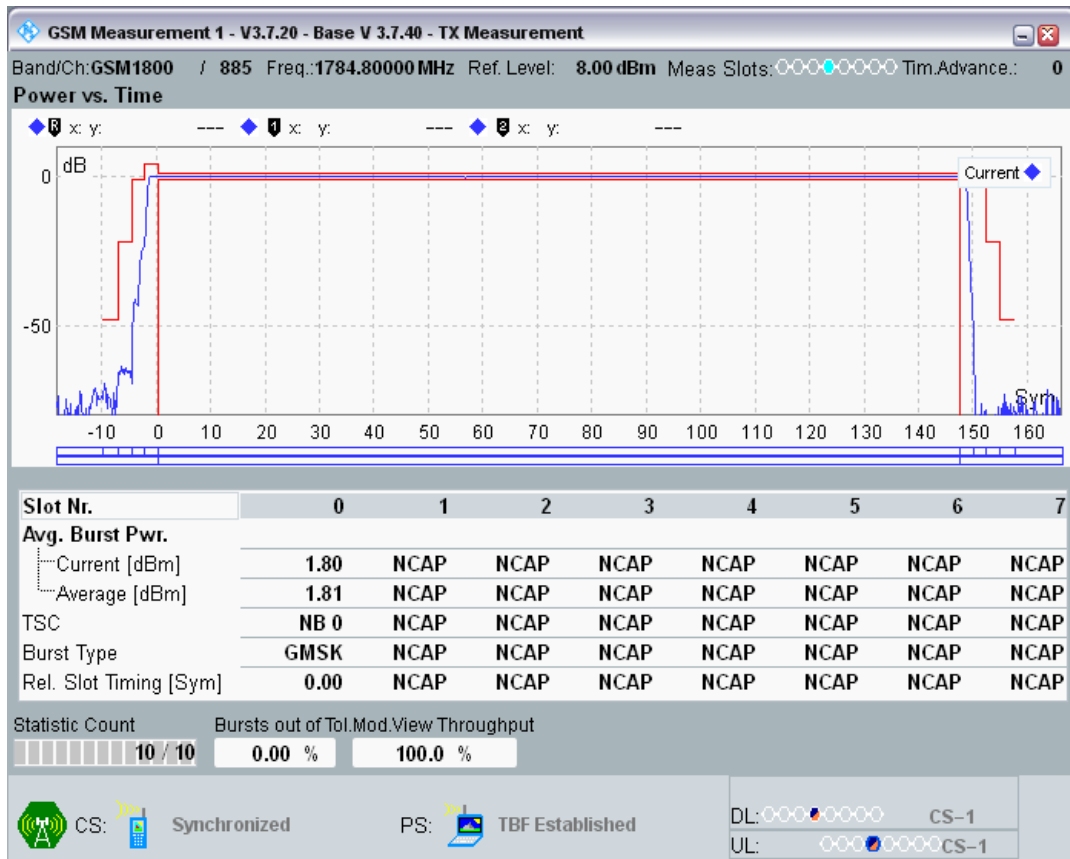 GSM Measurement 1 - V3.7.20 - Base V 3.7.40 - TX Measurement
Band/Ch:GSM1800 / 885 Freq.:1784.80000 MHz Ref. Level: 8.00 dBm Meas Slots: Tim.Advance.: 0
Power vs. Time
R x: y: --- 1 x: y: --- 2 x: y: ---
dB
Current
0
-50
Sym
-10 0 10 20 30 40 50 60 70 80 90 100 110 120 130 140 150 160
Slot Nr. 0 1 2 3 4 5 6 7
Avg. Burst Pwr.
Current [dBm] 1.80 NCAP NCAP NCAP NCAP NCAP NCAP NCAP
Average [dBm] 1.81 NCAP NCAP NCAP NCAP NCAP NCAP NCAP
TSC NB 0 NCAP NCAP NCAP NCAP NCAP NCAP NCAP
Burst Type GMSK NCAP NCAP NCAP NCAP NCAP NCAP NCAP
Rel. Slot Timing [Sym] 0.00 NCAP NCAP NCAP NCAP NCAP NCAP NCAP
Statistic Count Bursts out of Tol.Mod.View Throughput
10 / 10 0.00 % 100.0 %
CS: Synchronized PS: TBF Established
DL: CS-1
UL: CS-1